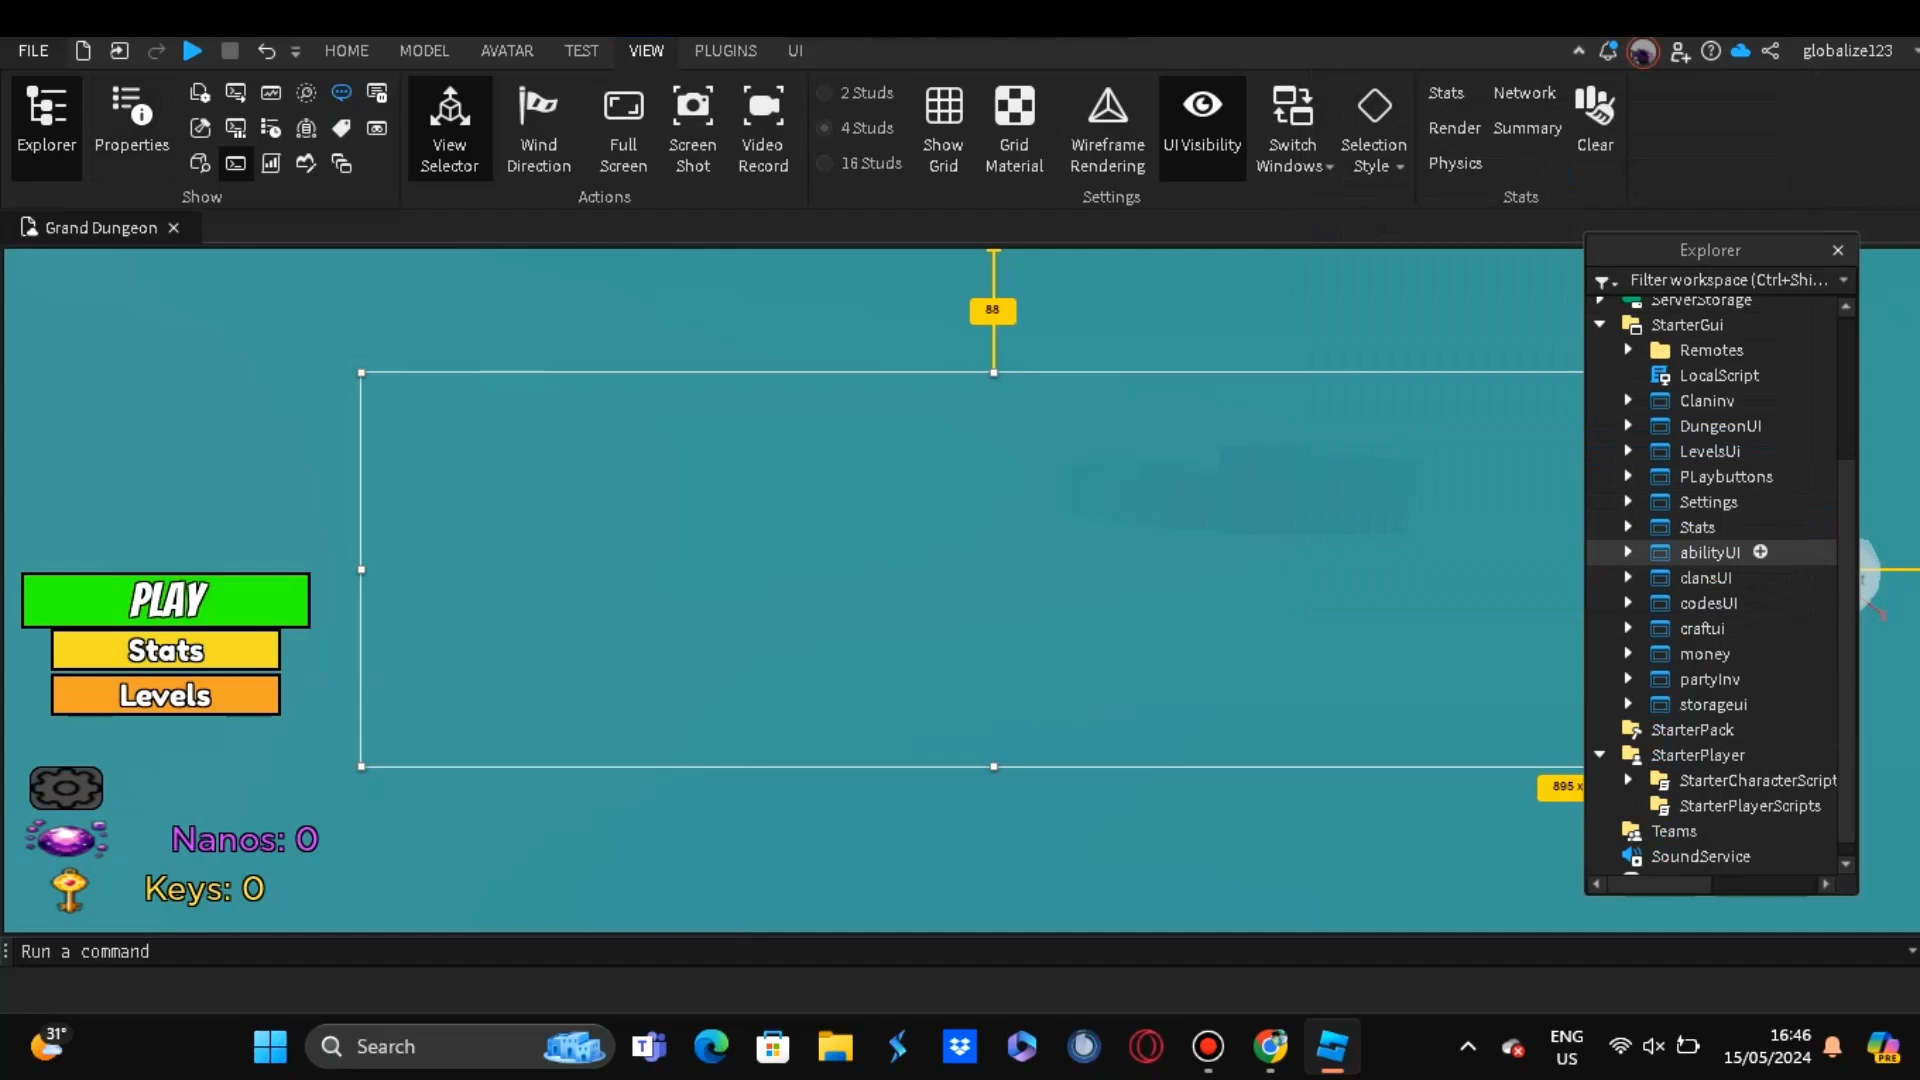 FILE HOME MODEL AVATAR TEST VIEW PLUGINS UI globalize123
Explorer
Properties
Show
View
Selector
Wind
Direction
Full
Screen
Screen
Shot
Video
Record
Actions
2 Studs
4 Studs
16 Studs
Show
Grid
Grid
Material
Wireframe
Rendering
UI Visibility
Switch
Windows
Selection
Style
Settings
Stats Network
Render Summary
Physics
Clear
Stats
Grand Dungeon
88
895 x
PLAY
Stats
Levels
Nanos: 0
Keys: 0
Explorer
Filter workspace (Ctrl+Shi...
ServerStorage
StarterGui
Remotes
LocalScript
Claninv
DungeonUI
LevelsUi
PLaybuttons
Settings
Stats
abilityUI
clansUI
codesUI
craftui
money
partyInv
storageui
StarterPack
StarterPlayer
StarterCharacterScript
StarterPlayerScripts
Teams
SoundService
Run a command
31°
Search
T
ENG
US
16:46
15/05/2024
PRE